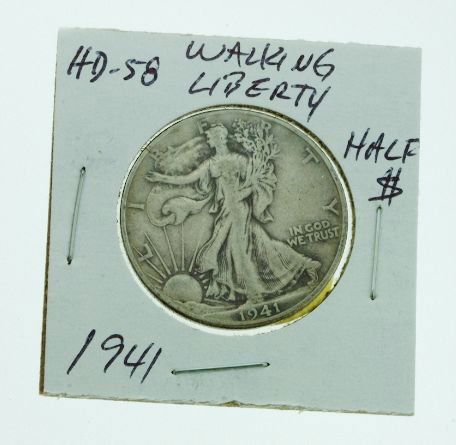 HD-58
WALKING
LIBERTY
HALF
$
LIBERTY
IN GOD
WE TRUST
1941
1941